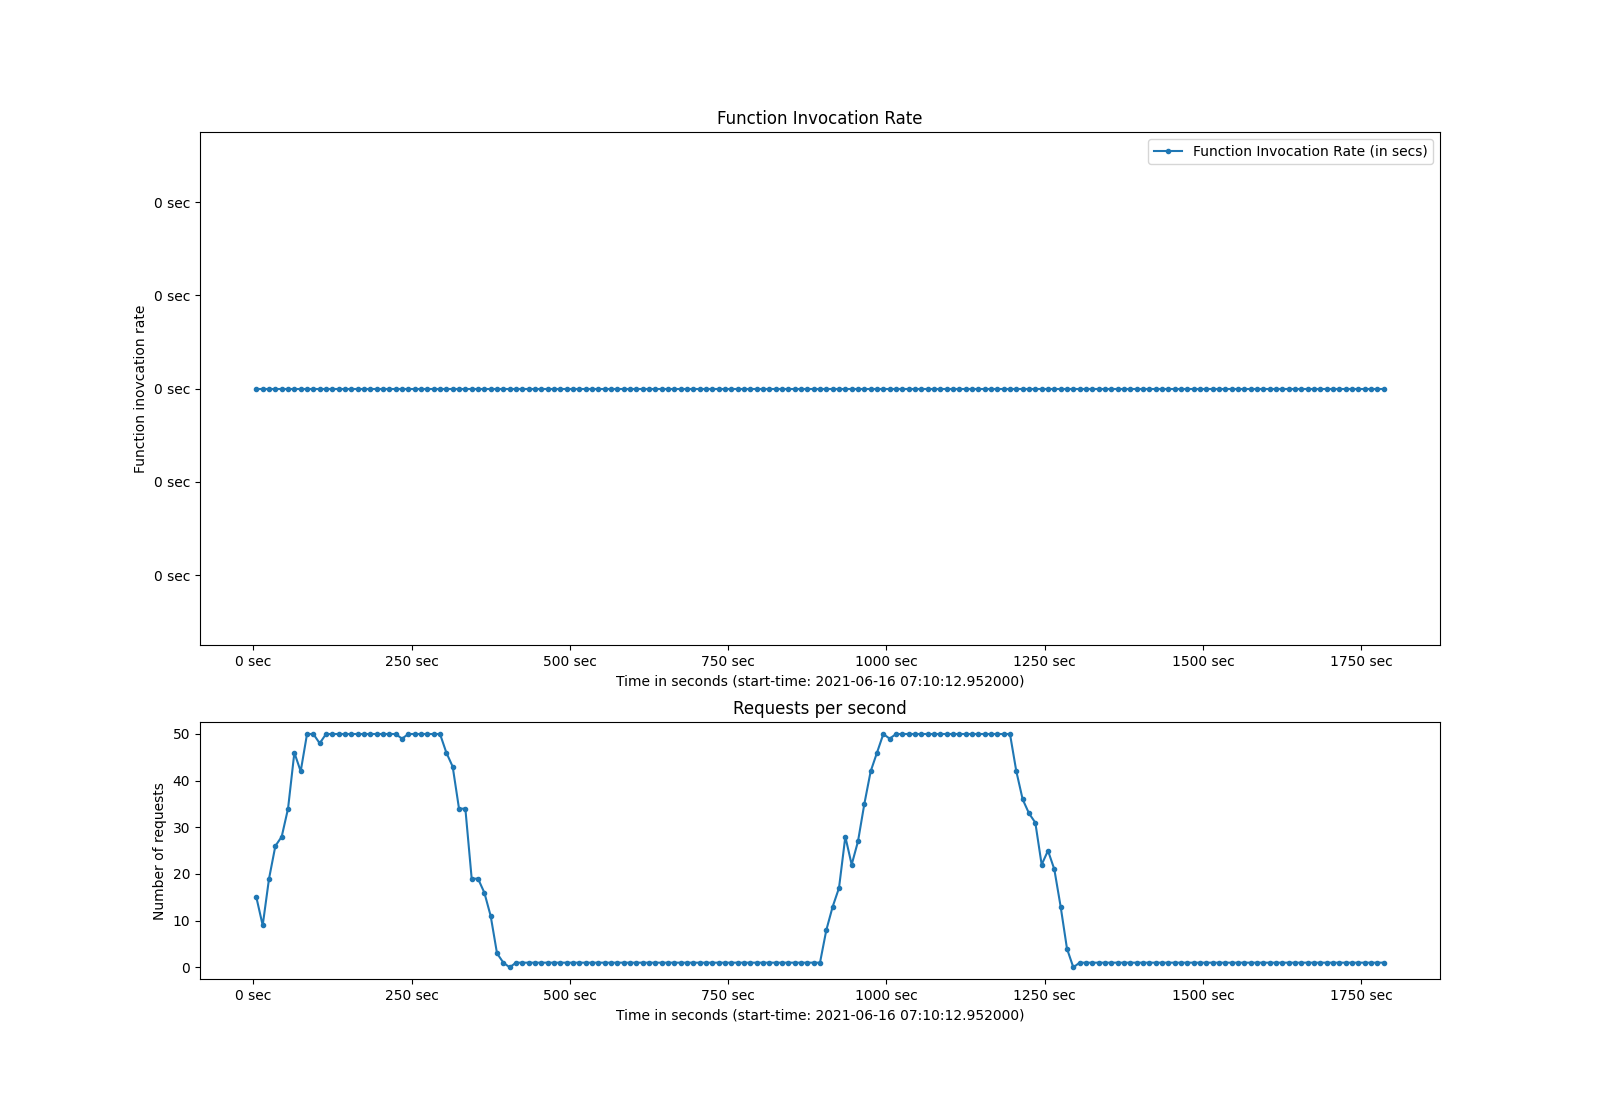 Function Invocation Rate
Function Invocation Rate (in secs)
0 sec
0 sec
0 sec
0 sec
0 sec
Function inovcation rate
0 sec 250 sec 500 sec 750 sec 1000 sec 1250 sec 1500 sec 1750 sec
Time in seconds (start-time: 2021-06-16 07:10:12.952000)
Requests per second
50
40
30
20
10
0
Number of requests
0 sec 250 sec 500 sec 750 sec 1000 sec 1250 sec 1500 sec 1750 sec
Time in seconds (start-time: 2021-06-16 07:10:12.952000)